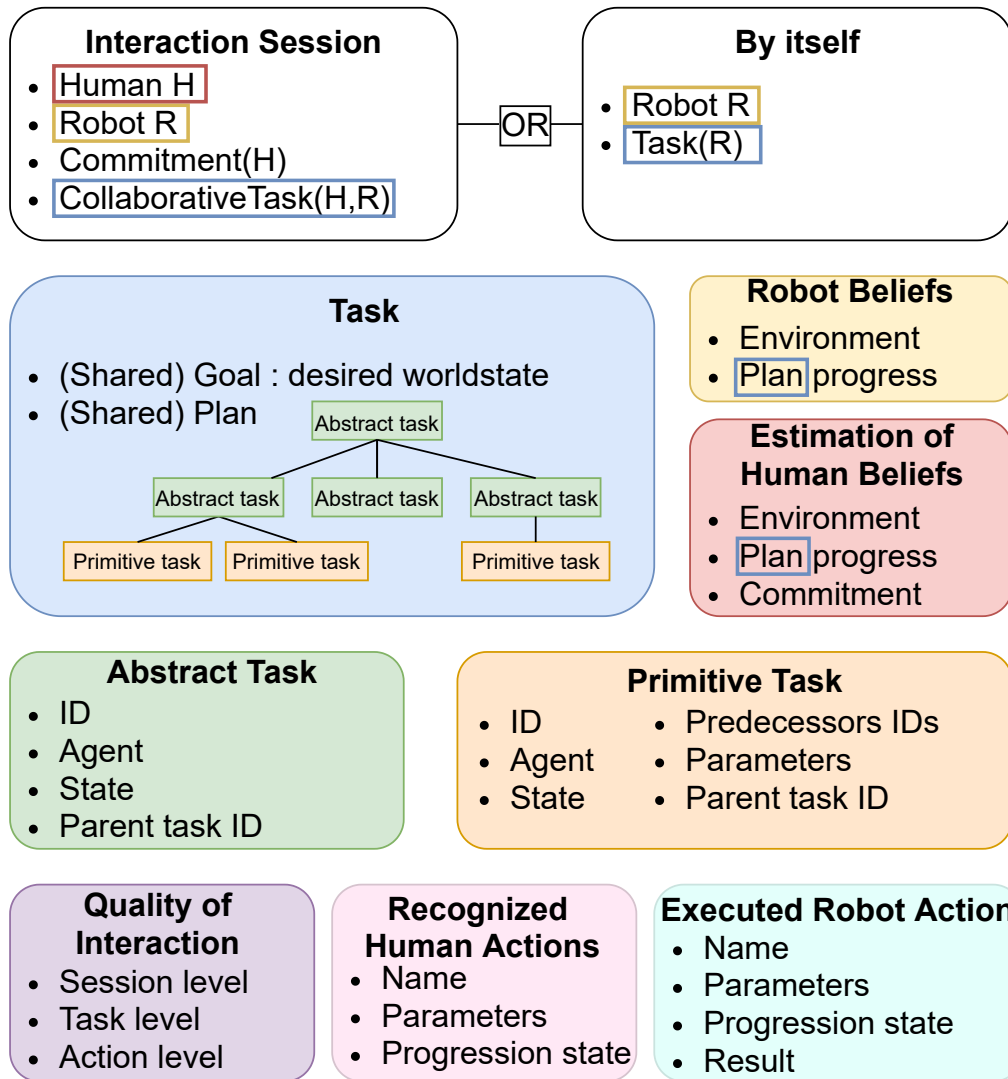 Interaction Session
Human H
Robot R
Commitment(H)
CollaborativeTask(H,R)
OR
By itself
Robot R
Task(R)
Task
(Shared) Goal : desired worldstate
(Shared) Plan
Abstract task
Abstract task
Abstract task
Abstract task
Primitive task
Primitive task
Primitive task
Robot Beliefs
Environment
Plan progress
Estimation of
Human Beliefs
Environment
Plan progress
Commitment
Abstract Task
ID
Agent
State
Parent task ID
Primitive Task
ID
Agent
State
Predecessors IDs
Parameters
Parent task ID
Quality of
Interaction
Session level
Task level
Action level
Recognized
Human Actions
Name
Parameters
Progression state
Executed Robot Action
Name
Parameters
Progression state
Result